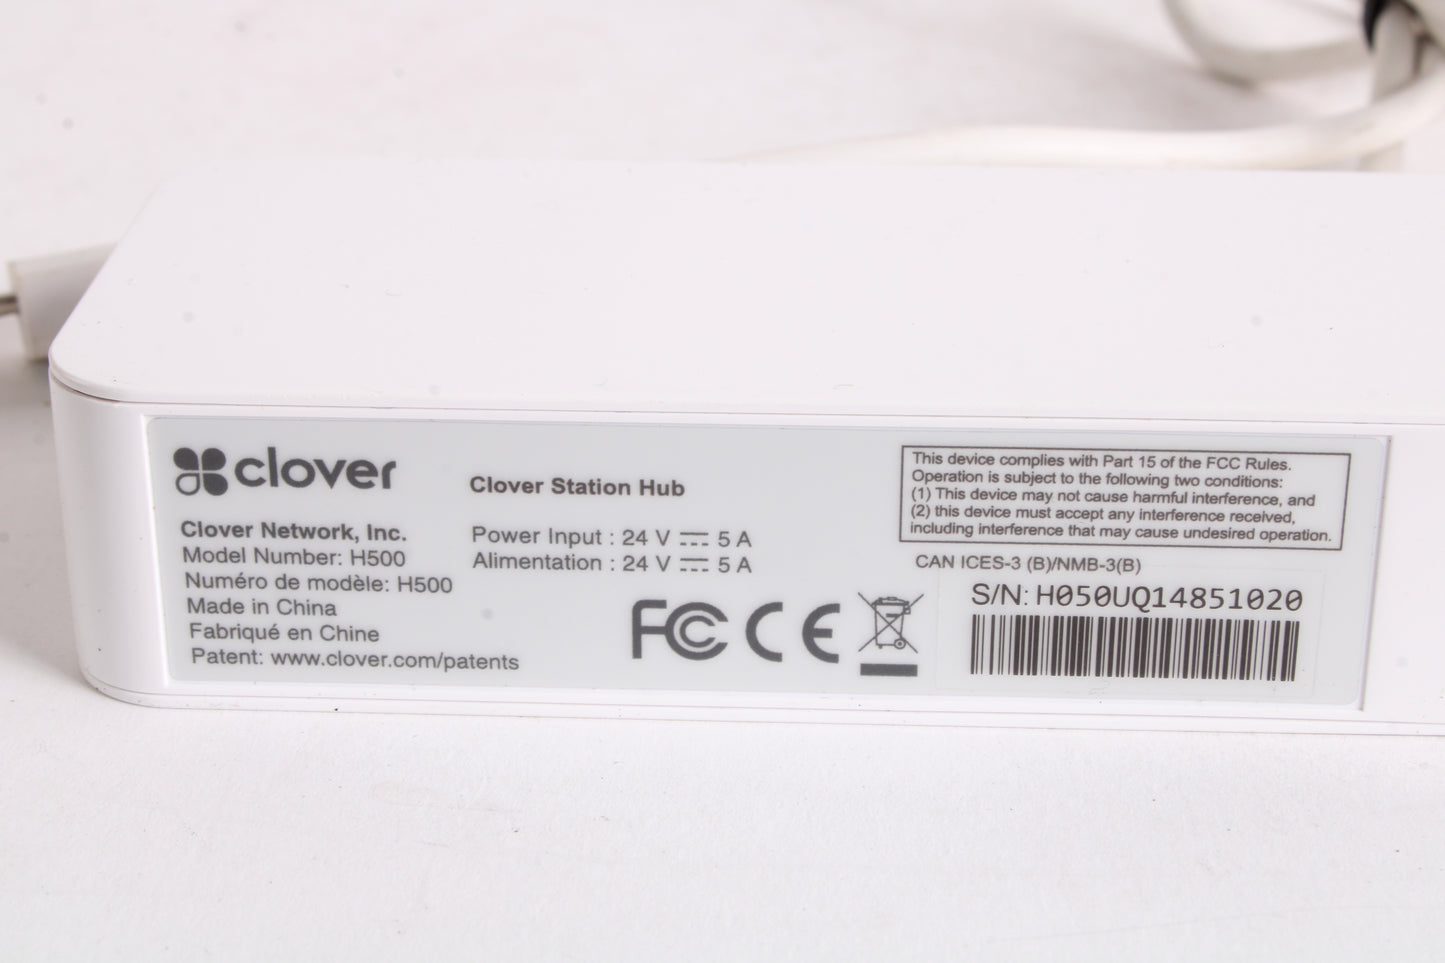 clover
Clover Network, Inc.
Model Number: H500
Numéro de modèle: H500
Made in China
Fabriqué en Chine
Patent: www.clover.com/patents
Clover Station Hub
Power Input : 24 V ⎓ 5 A
Alimentation : 24 V ⎓ 5 A
FC CE
This device complies with Part 15 of the FCC Rules.
Operation is subject to the following two conditions:
(1) This device may not cause harmful interference, and
(2) this device must accept any interference received,
including interference that may cause undesired operation.
CAN ICES-3 (B)/NMB-3(B)
S/N: H050UQ14851020